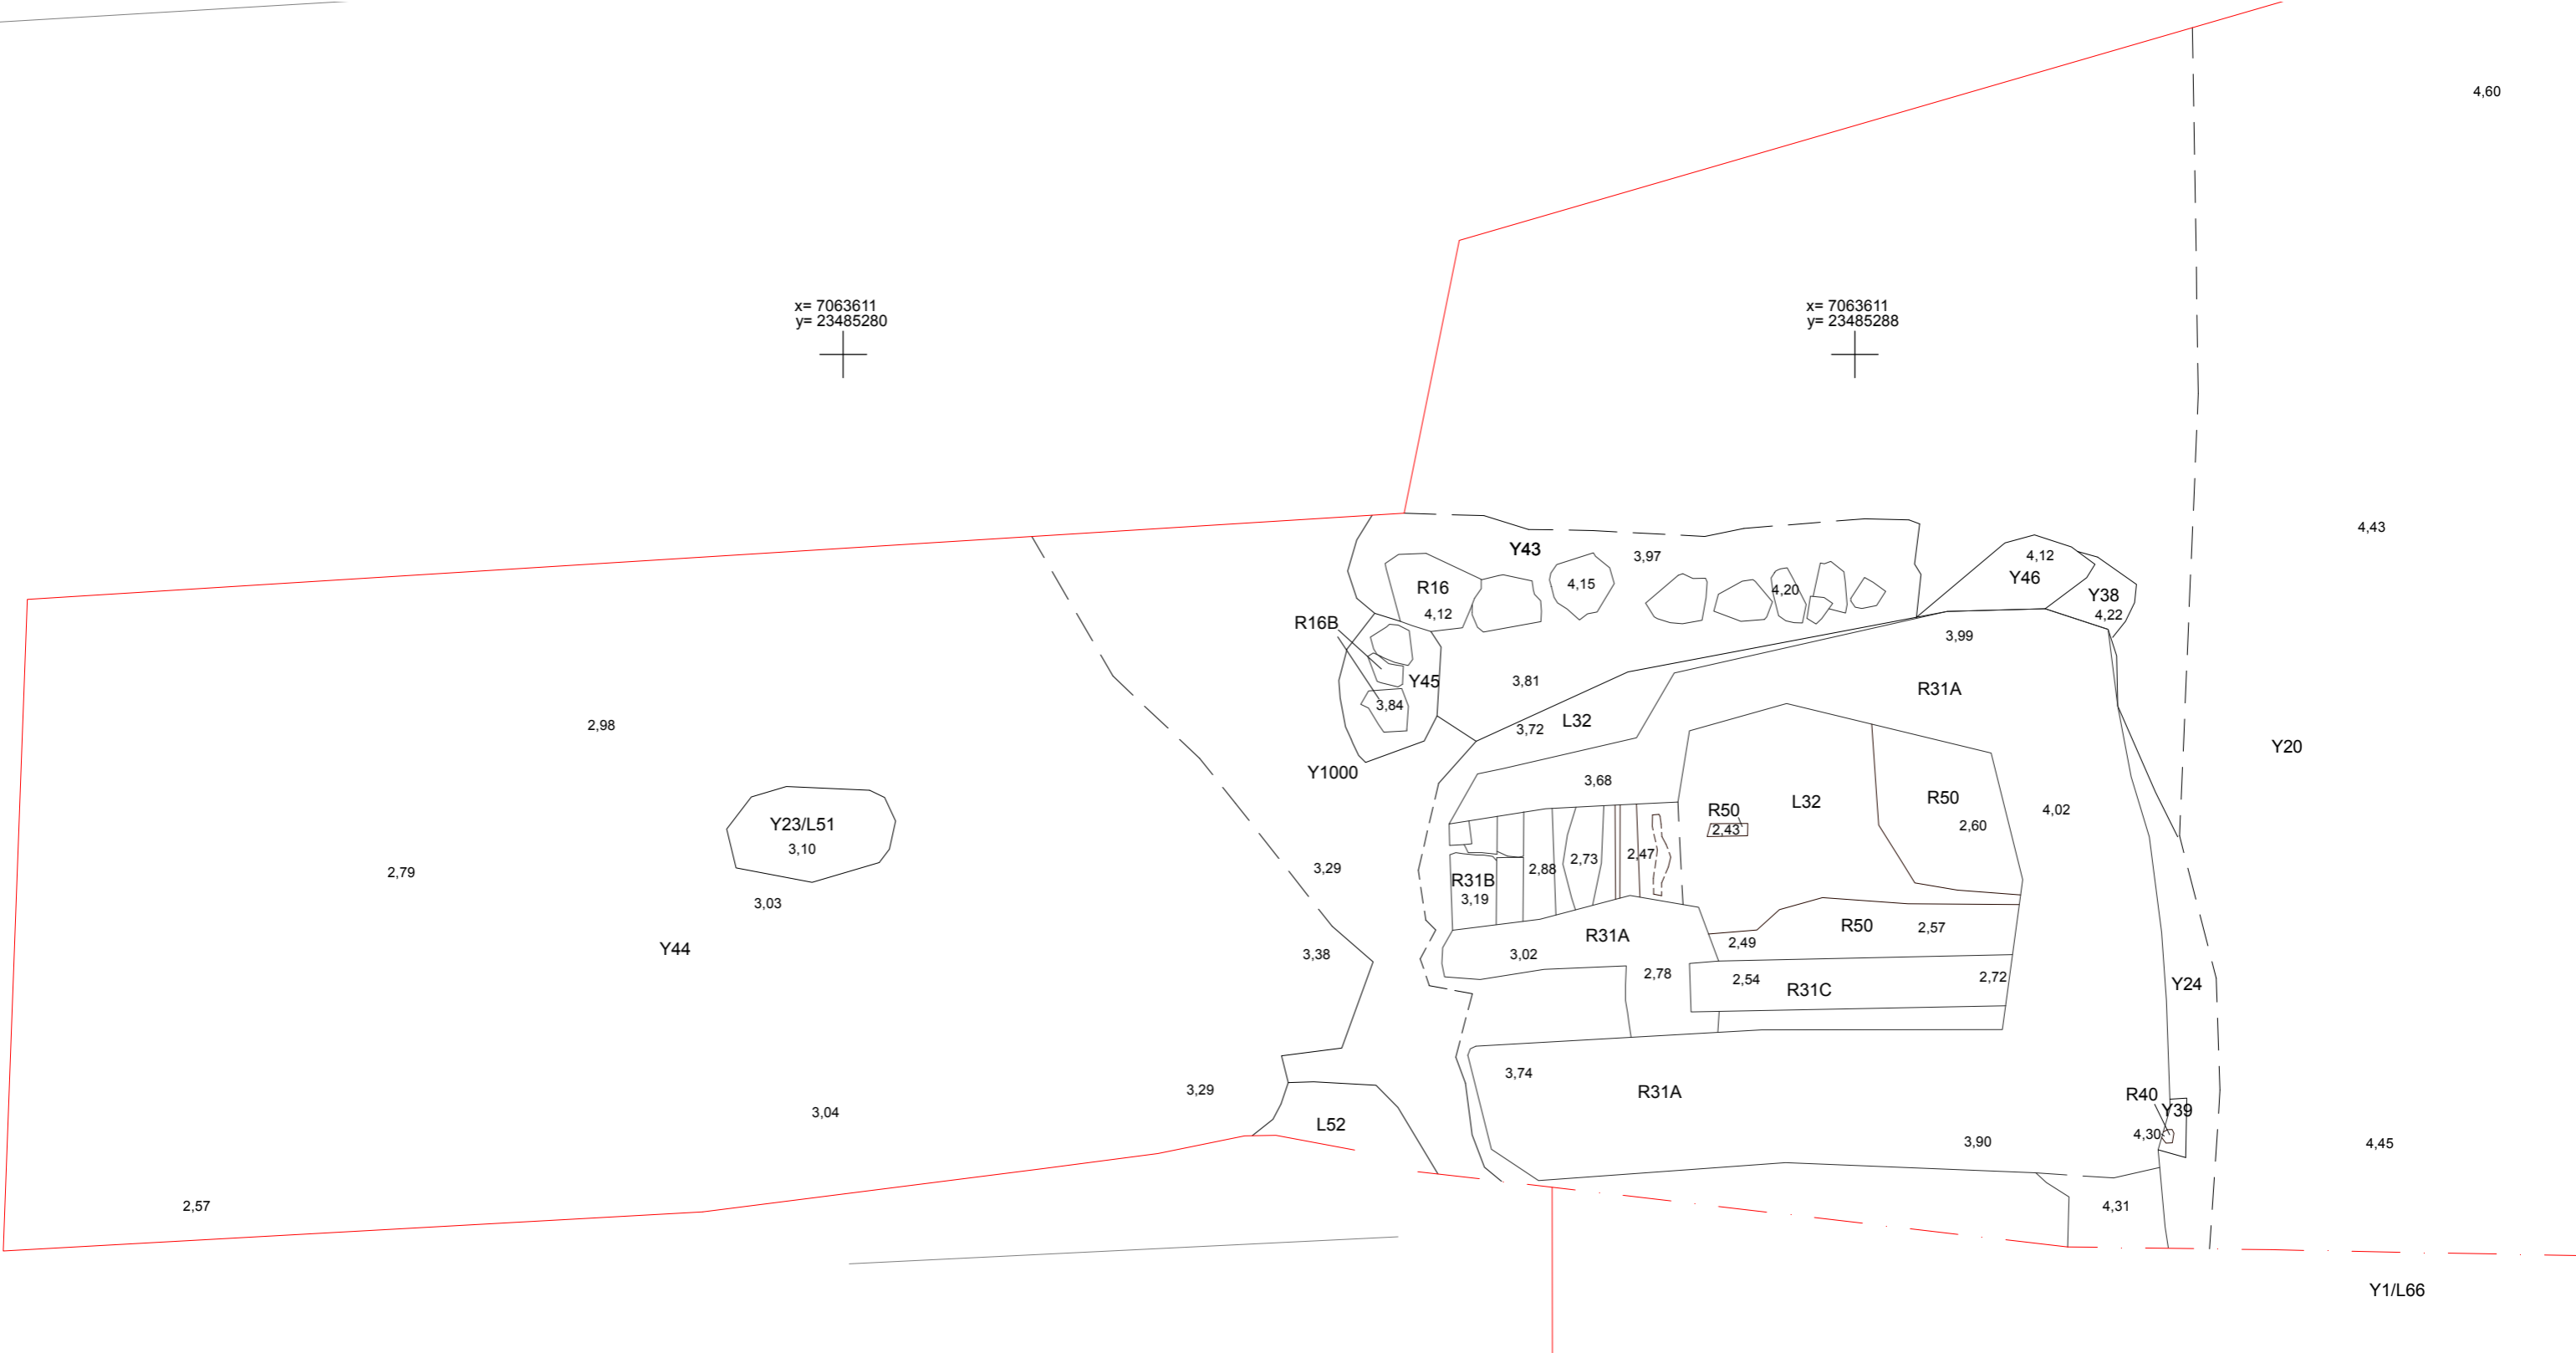 4,60
x= 7063611
y= 23485280
x= 7063611
y= 23485288
4,43
Y43
3,97
4,12
Y46
4,15
R16
4,20
Y38
4,12
4,22
R16B
3,99
Y45
3,81
R31A
3,84
L32
3,72
2,98
Y20
Y1000
3,68
L32
R50
R50
4,02
Y23/L51
2,43
2,60
3,10
2,47
2,73
2,79
3,29
2,88
R31B
3,19
3,03
R50
2,57
R31A
2,49
Y44
3,38
3,02
2,78
2,54
2,72
Y24
R31C
3,74
3,29
R31A
R40
Y39
3,04
L52
4,30
3,90
4,45
2,57
4,31
Y1/L66